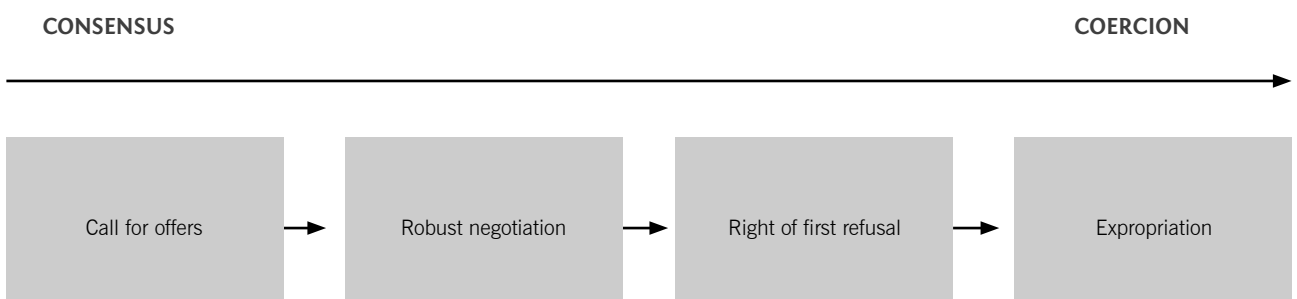 CONSENSUS
COERCION
Call for offers
Robust negotiation
Right of first refusal
Expropriation